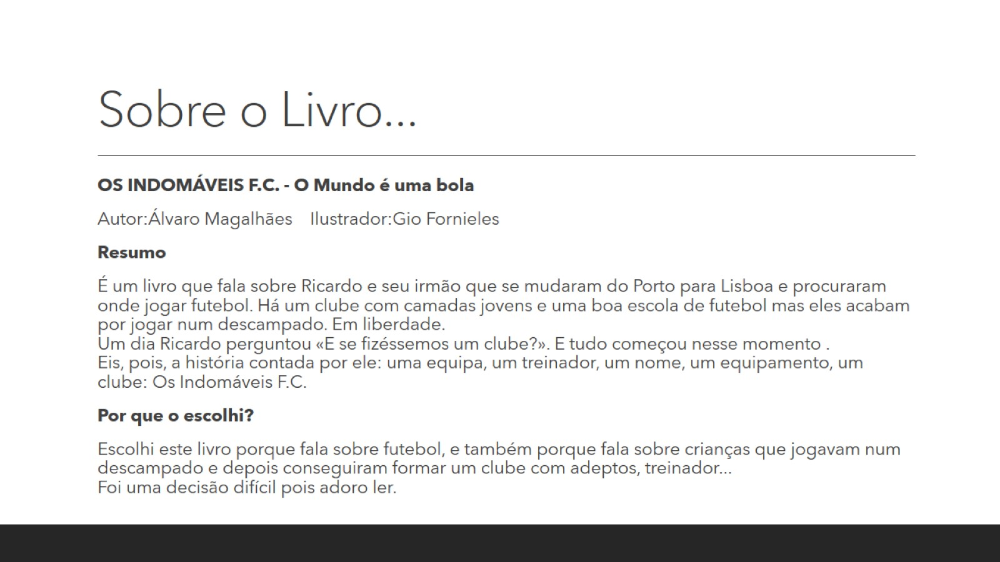 Sobre o Livro...
OS INDOMÁVEIS F.C. - O Mundo é uma bola
Autor:Álvaro Magalhães Ilustrador:Gio Fornieles
Resumo
É um livro que fala sobre Ricardo e seu irmão que se mudaram do Porto para Lisboa e procuraram
onde jogar futebol. Há um clube com camadas jovens e uma boa escola de futebol mas eles acabam
por jogar num descampado. Em liberdade.
Um dia Ricardo perguntou «E se fizéssemos um clube?». E tudo começou nesse momento .
Eis, pois, a história contada por ele: uma equipa, um treinador, um nome, um equipamento, um
clube: Os Indomáveis F.C.
Por que o escolhi?
Escolhi este livro porque fala sobre futebol, e também porque fala sobre crianças que jogavam num
descampado e depois conseguiram formar um clube com adeptos, treinador...
Foi uma decisão difícil pois adoro ler.